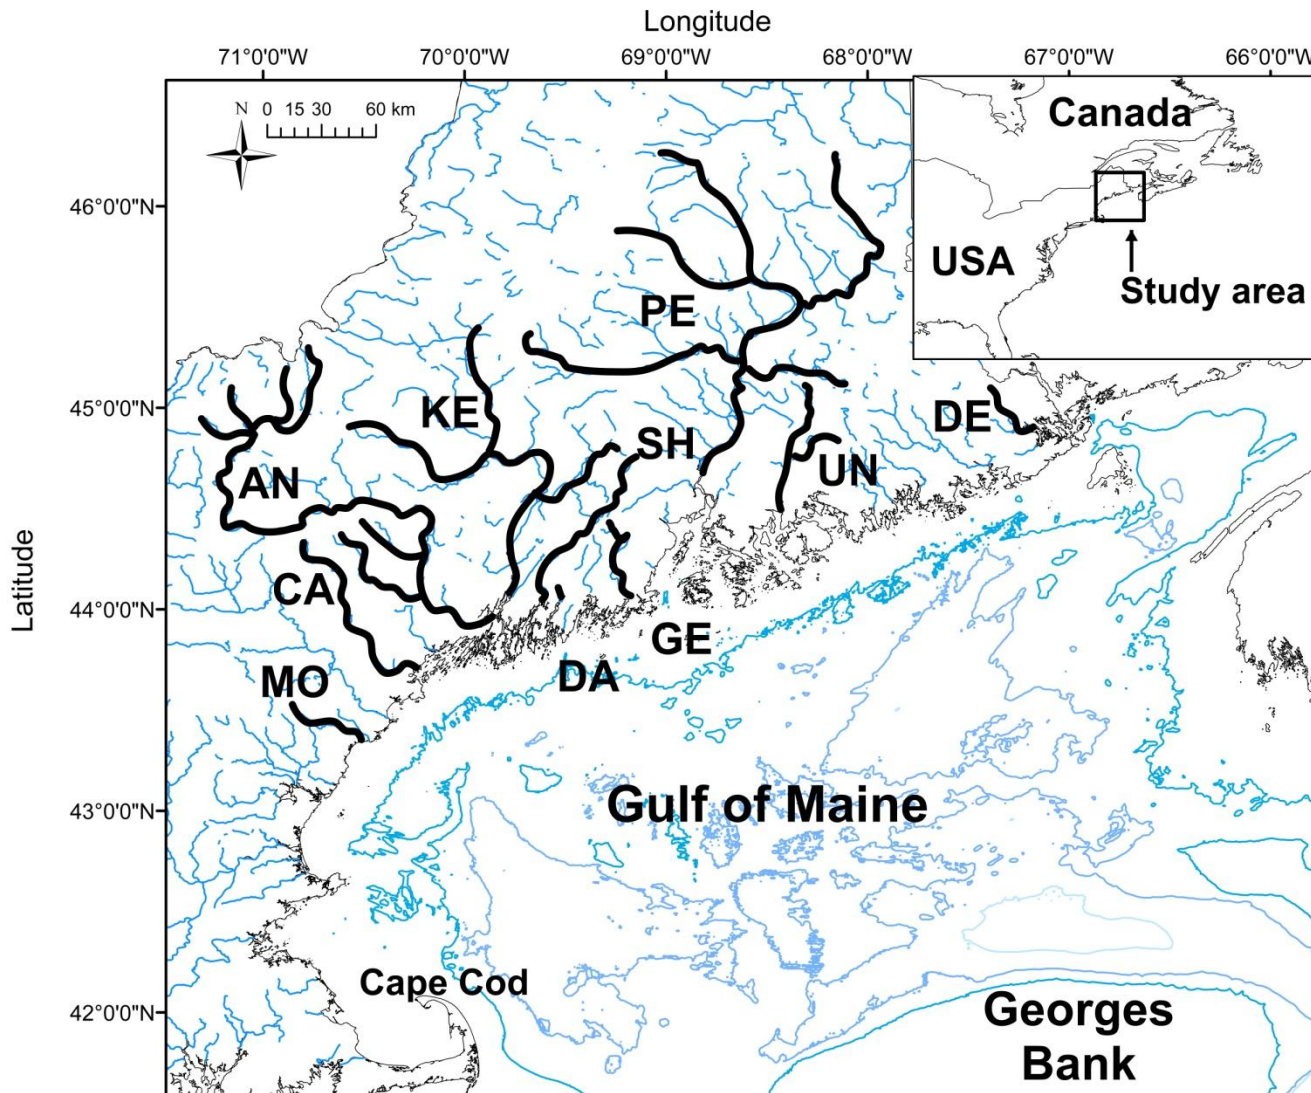 Longitude
71°0'0"W 70°0'0"W 69°0'0"W 68°0'0"W 67°0'0"W 66°0'0"W
N 0 15 30 60 km
Canada
USA
Study area
46°0'0"N
45°0'0"N
44°0'0"N
43°0'0"N
42°0'0"N
Latitude
PE
KE
SH
DE
AN
UN
CA
GE
MO
DA
Gulf of Maine
Cape Cod
Georges
Bank